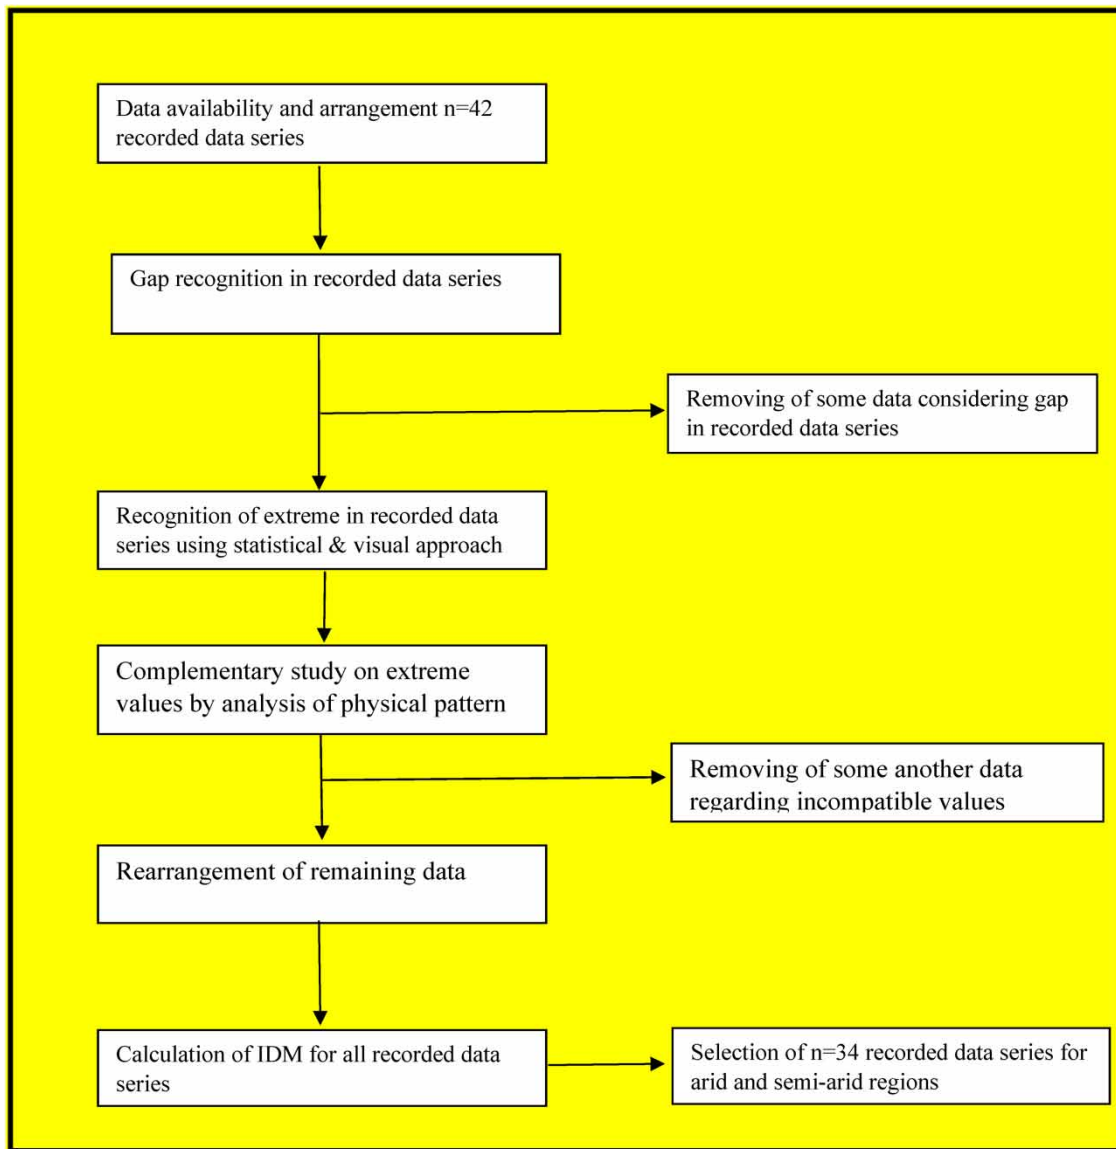 Data availability and arrangement n=42
recorded data series
Gap recognition in recorded data series
Removing of some data considering gap
in recorded data series
Recognition of extreme in recorded data
series using statistical & visual approach
Complementary study on extreme
values by analysis of physical pattern
Removing of some another data
regarding incompatible values
Rearrangement of remaining data
Calculation of IDM for all recorded data
series
Selection of n=34 recorded data series for
arid and semi-arid regions